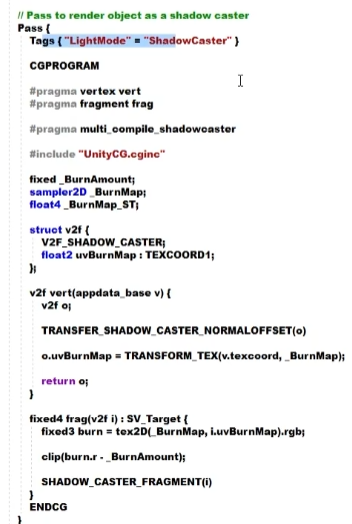 // Pass to render object as a shadow caster
Pass {
Tags { "LightMode" = "ShadowCaster" }
CGPROGRAM
#pragma vertex vert
#pragma fragment frag
#pragma multi_compile_shadowcaster
#include "UnityCG.cginc"
fixed _BurnAmount;
sampler2D _BurnMap;
float4 _BurnMap_ST;
struct v2f {
V2F_SHADOW_CASTER;
float2 uvBurnMap : TEXCOORD1;
};
v2f vert(appdata_base v) {
v2f o;
TRANSFER_SHADOW_CASTER_NORMALOFFSET(o)
o.uvBurnMap = TRANSFORM_TEX(v.texcoord, _BurnMap);
return o;
}
fixed4 frag(v2f i) : SV_Target {
fixed3 burn = tex2D(_BurnMap, i.uvBurnMap).rgb;
clip(burn.r - _BurnAmount);
SHADOW_CASTER_FRAGMENT(i)
}
ENDCG
}